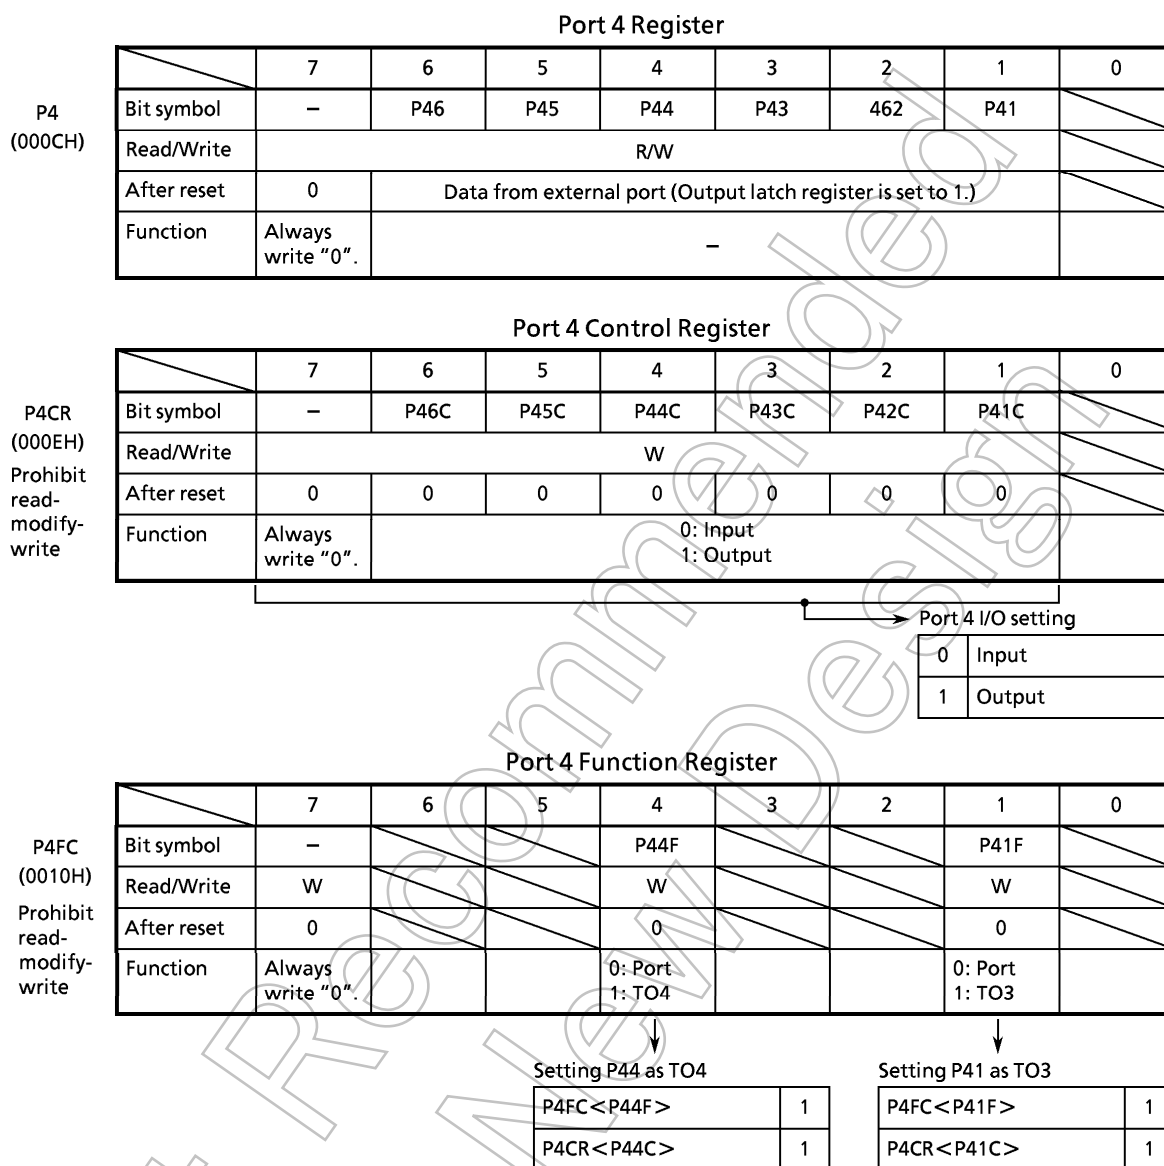 Port 4 Register
7 6 5 4 3 2 1 0
P4
(000CH)
Bit symbol – P46 P45 P44 P43 462 P41
Read/Write R/W
After reset 0 Data from external port (Output latch register is set to 1.)
Function Always write "0". –
Port 4 Control Register
7 6 5 4 3 2 1 0
P4CR
(000EH)
Prohibit
read-
modify-
write
Bit symbol – P46C P45C P44C P43C P42C P41C
Read/Write W
After reset 0 0 0 0 0 0 0
Function Always write "0". 0: Input
1: Output
Port 4 I/O setting
0 Input
1 Output
Port 4 Function Register
7 6 5 4 3 2 1 0
P4FC
(0010H)
Prohibit
read-
modify-
write
Bit symbol – P44F P41F
Read/Write W W W
After reset 0 0 0
Function Always write "0". 0: Port 0: Port
1: TO4 1: TO3
Setting P44 as TO4
P4FC<P44F> 1
P4CR<P44C> 1
Setting P41 as TO3
P4FC<P41F> 1
P4CR<P41C> 1
Recommended
New Design